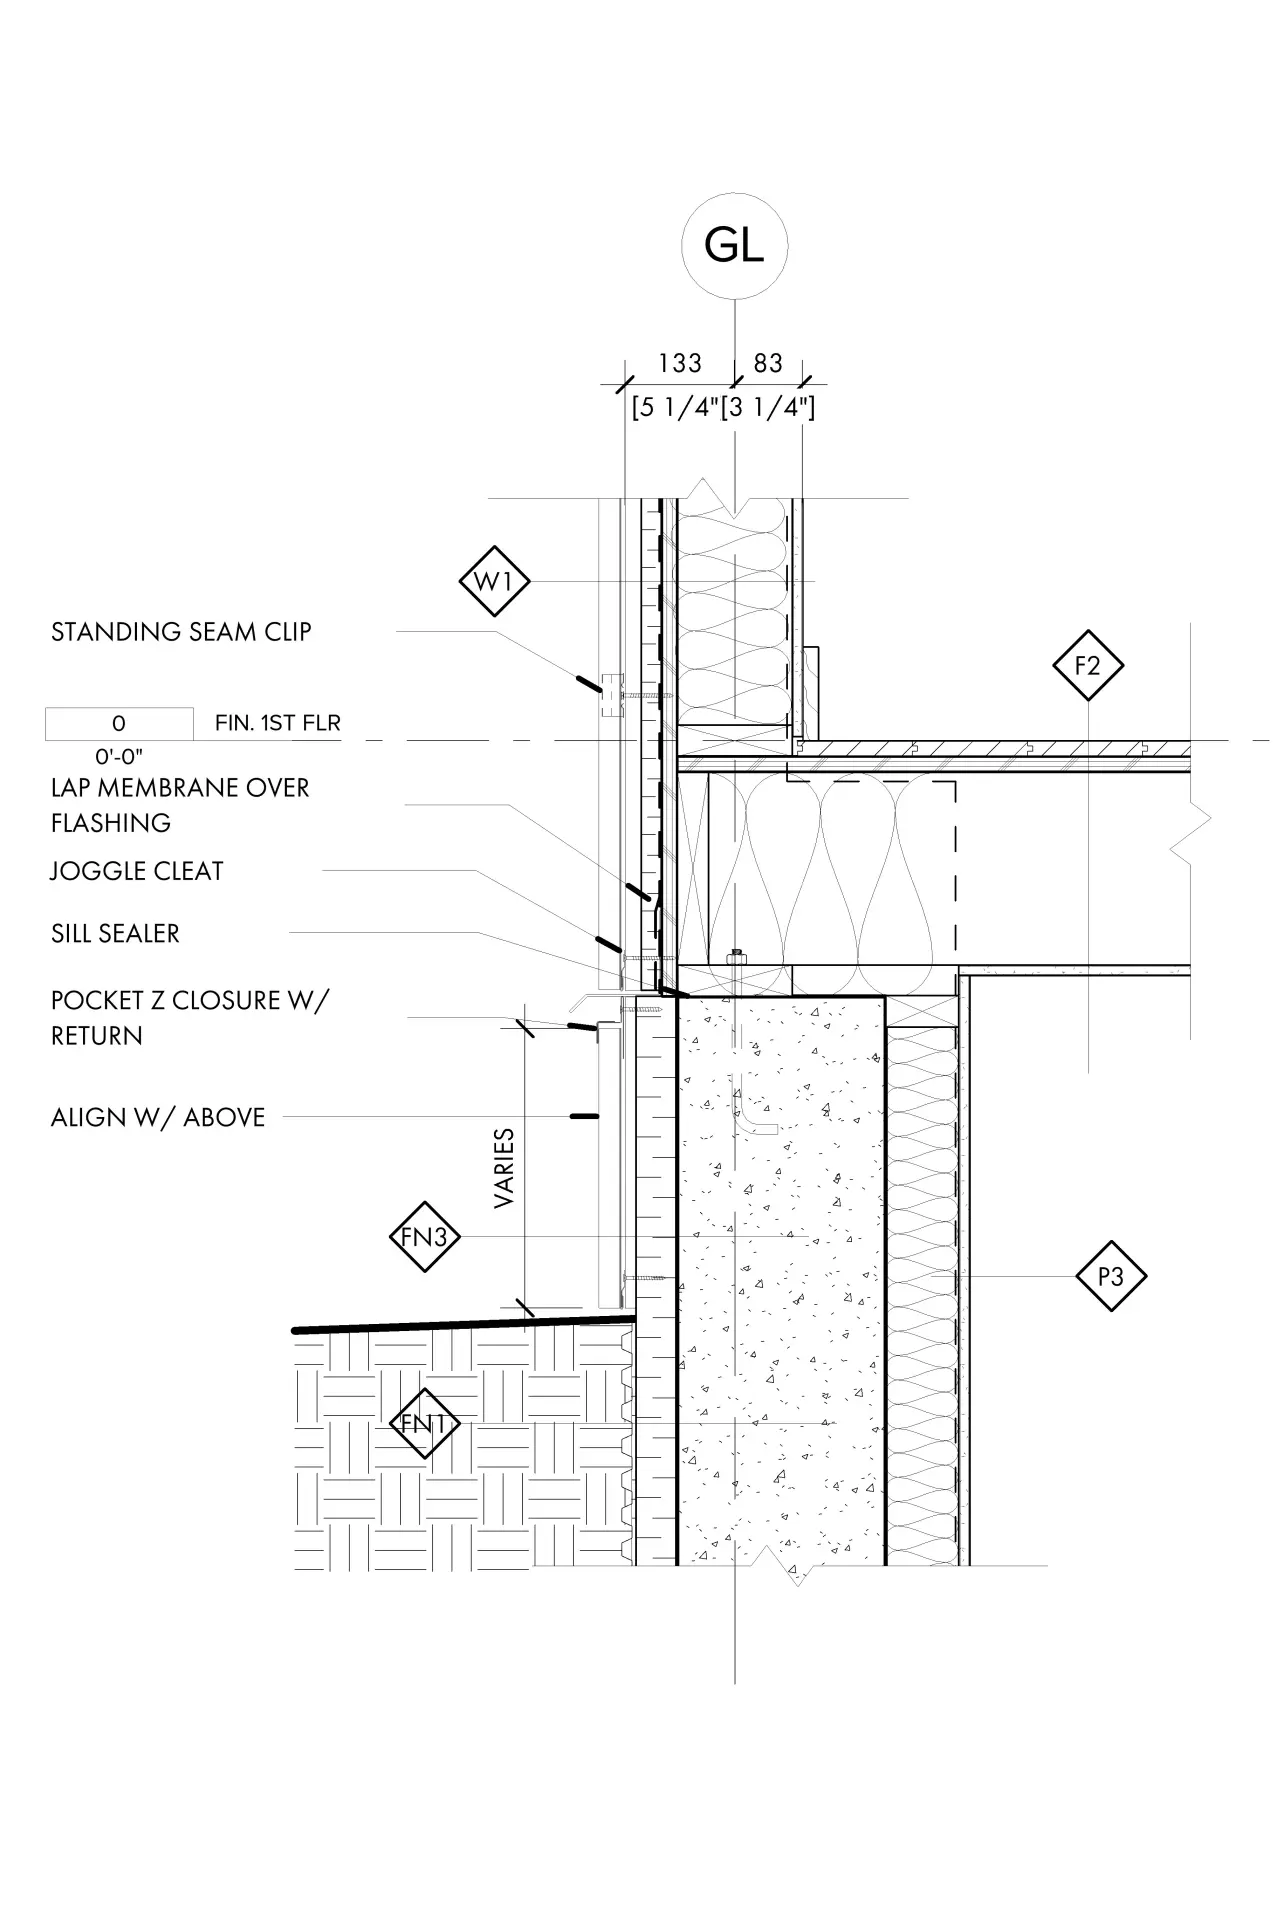 GL
133 83
[5 1/4"[3 1/4"]
W1
STANDING SEAM CLIP
F2
0 FIN. 1ST FLR
0'-0"
LAP MEMBRANE OVER
FLASHING
JOGGLE CLEAT
SILL SEALER
POCKET Z CLOSURE W/
RETURN
ALIGN W/ ABOVE
VARIES
FN3
P3
FN1